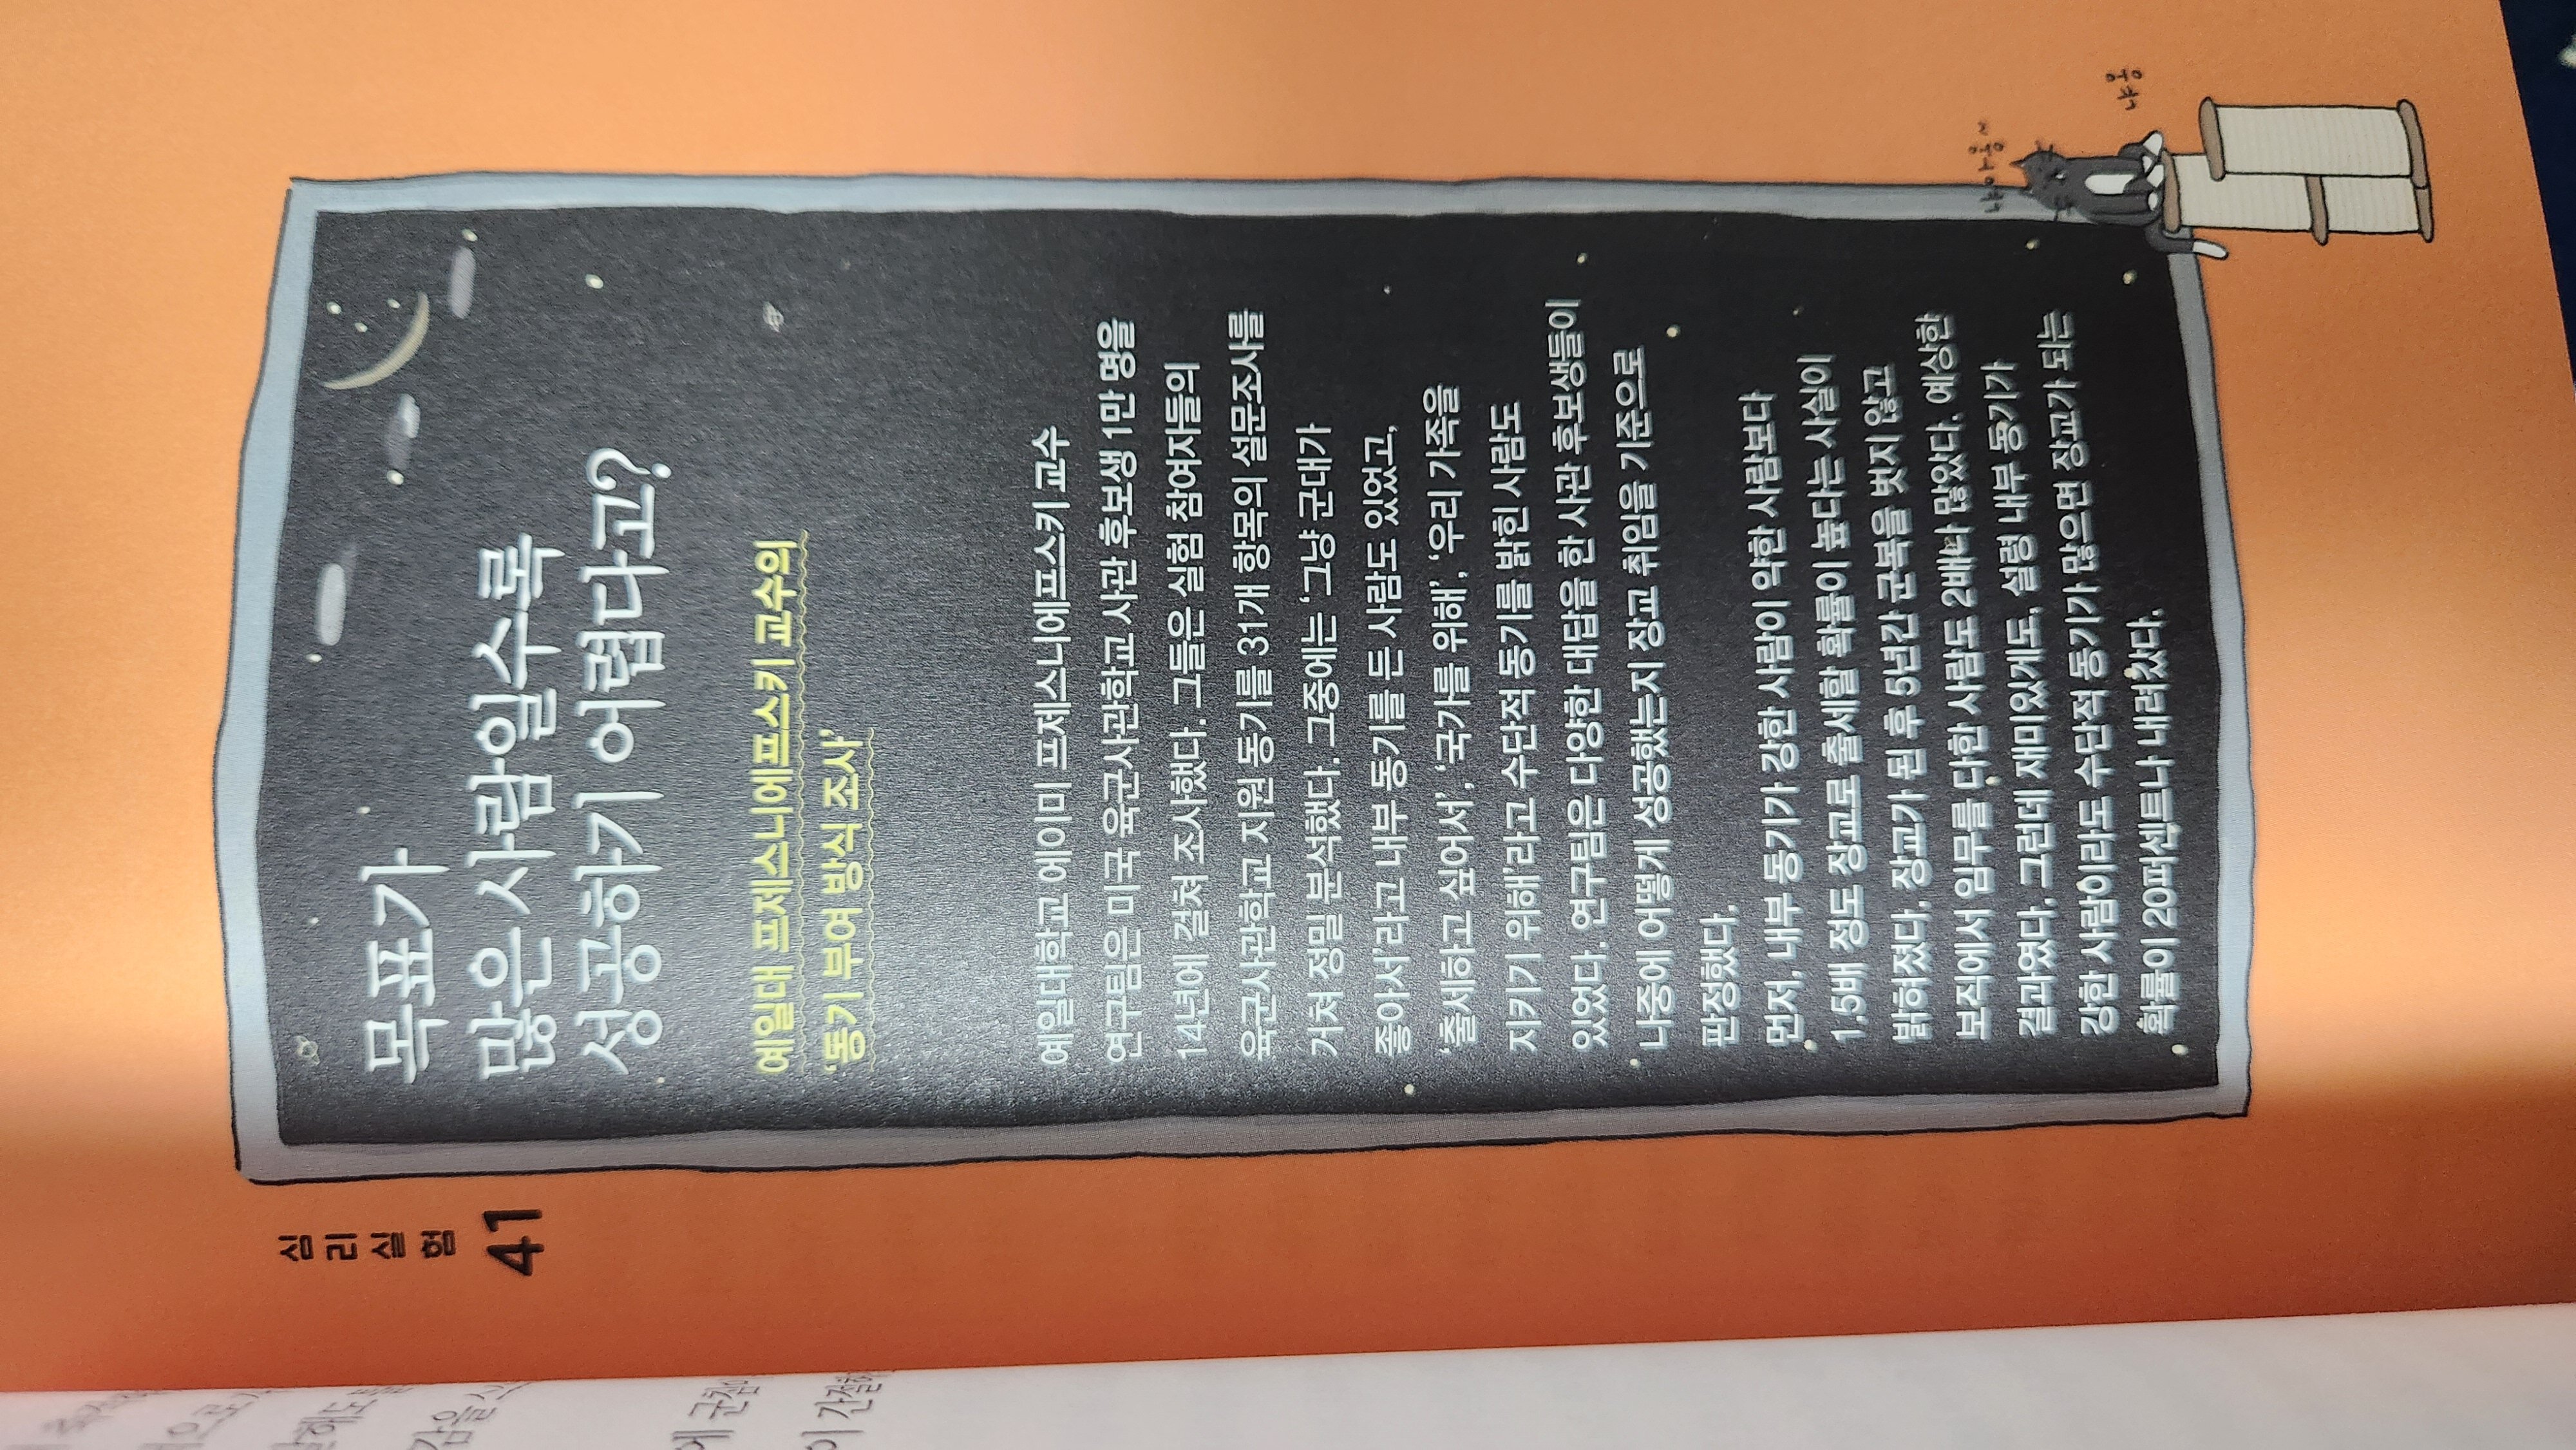 심리실험
41
목표가
많은 사람일수록
성공하기 어렵다고?
예일대 프제스니에프스키 교수의
‘동기 부여 방식 조사’
예일대학교 에이미 프제스니에프스키 교수
연구팀은 미국 육군사관학교 사관 후보생 1만 명을
14년에 걸쳐 조사했다. 그들은 실험 참여자들의
육군사관학교 지원 동기를 31개 항목의 설문조사를
거쳐 정밀 분석했다. 그중에는 ‘그냥 군대가
좋아서’라고 내부 동기를 든 사람도 있었고,
‘출세하고 싶어서’, ‘국가를 위해’, ‘우리 가족을
지키기 위해’라고 수단적 동기를 밝힌 사람도
있었다. 연구팀은 다양한 대답을 한 사관 후보생들이
나중에 어떻게 성공했는지 장교 취임을 기준으로
판정했다.
먼저, 내부 동기가 강한 사람이 약한 사람보다
1.5배 정도 장교로 출세할 확률이 높다는 사실이
밝혀졌다. 장교가 된 후 5년간 군복을 벗지 않고
보직에서 임무를 다한 사람도 2배나 많았다. 예상한
결과였다. 그런데 재미있게도, 설령 내부 동기가
강한 사람이라도 수단적 동기가 많으면 장교가 되는
확률이 20퍼센트나 내려갔다.
냐아옹~
냐옹